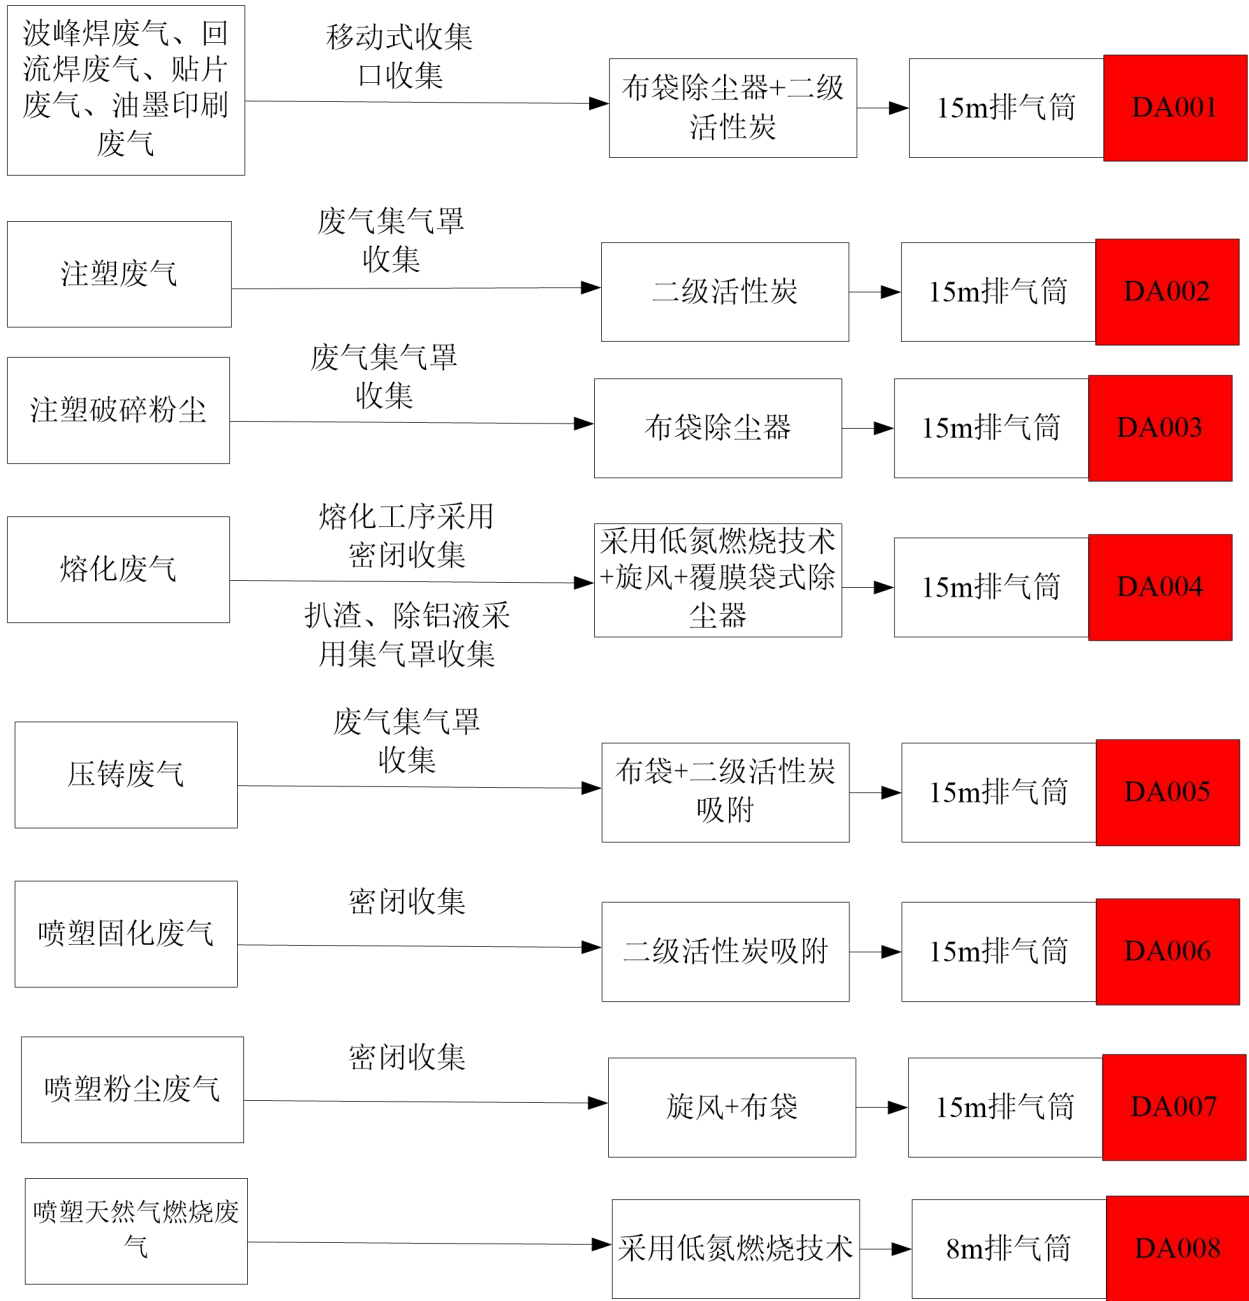 波峰焊废气、回
流焊废气、贴片
废气、油墨印刷
废气
移动式收集
口收集
布袋除尘器+二级
活性炭
15m排气筒
DA001
注塑废气
废气集气罩
收集
二级活性炭
15m排气筒
DA002
注塑破碎粉尘
废气集气罩
收集
布袋除尘器
15m排气筒
DA003
熔化废气
熔化工序采用
密闭收集
扒渣、除铝液采
用集气罩收集
采用低氮燃烧技术
+旋风+覆膜袋式除
尘器
15m排气筒
DA004
压铸废气
废气集气罩
收集
布袋+二级活性炭
吸附
15m排气筒
DA005
喷塑固化废气
密闭收集
二级活性炭吸附
15m排气筒
DA006
喷塑粉尘废气
密闭收集
旋风+布袋
15m排气筒
DA007
喷塑天然气燃烧废
气
采用低氮燃烧技术
8m排气筒
DA008